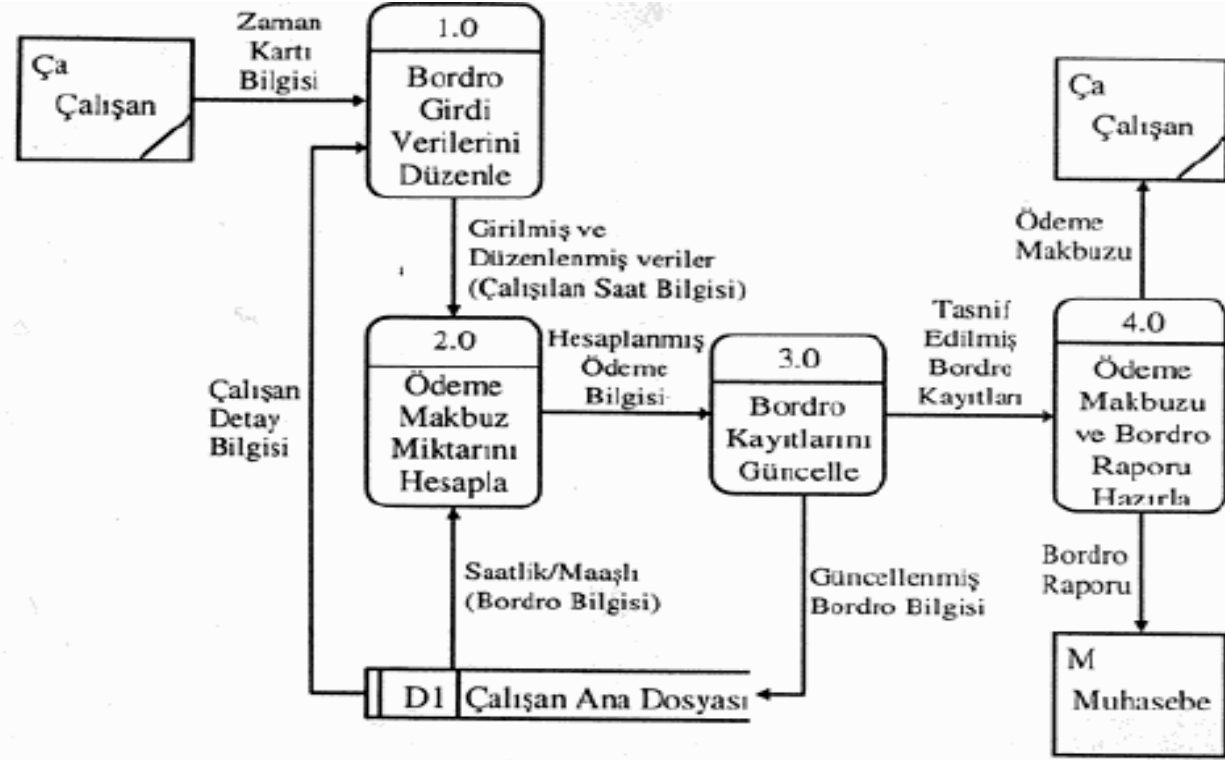 Ça
Çalışan
Zaman
Kartı
Bilgisi
1.0
Bordro
Girdi
Verilerini
Düzenle
Ça
Çalışan
Girilmiş ve
Düzenlenmiş veriler
(Çalışılan Saat Bilgisi)
Ödeme
Makbuzu
Çalışan
Detay
Bilgisi
2.0
Ödeme
Makbuz
Miktarını
Hesapla
Hesaplanmış
Ödeme
Bilgisi
3.0
Bordro
Kayıtlarını
Güncelle
Tasnif
Edilmiş
Bordro
Kayıtları
4.0
Ödeme
Makbuzu
ve Bordro
Raporu
Hazırla
Saatlik/Maaşlı
(Bordro Bilgisi)
Güncellenmiş
Bordro Bilgisi
Bordro
Raporu
D1 Çalışan Ana Dosyası
M
Muhasebe